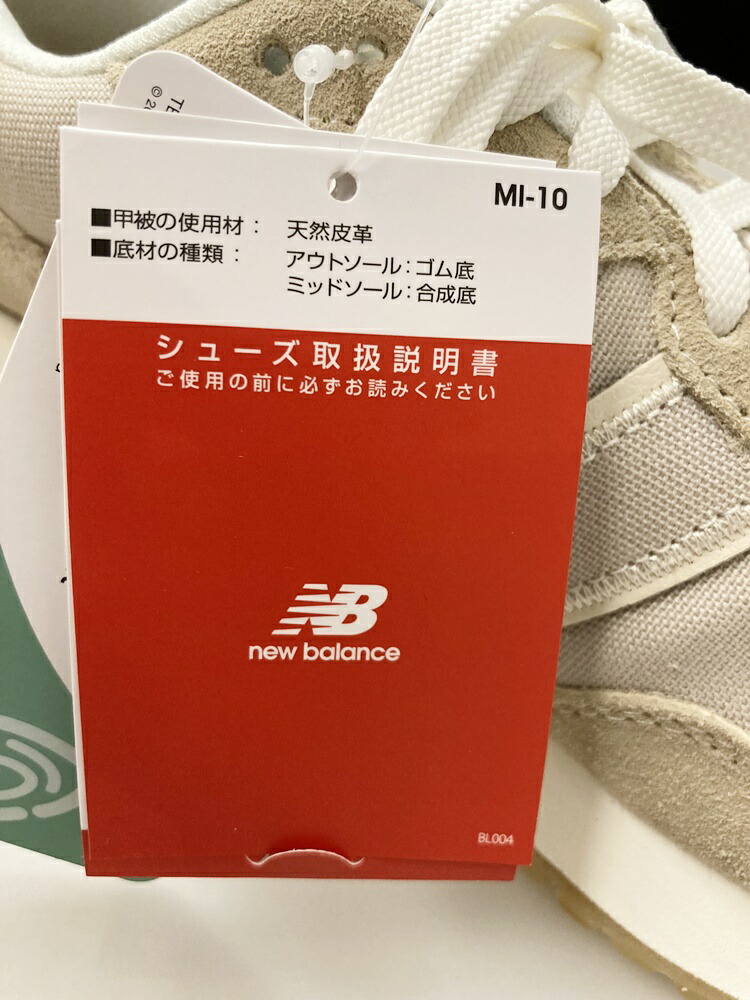 MI-10
■甲被の使用材： 天然皮革
■底材の種類： アウトソール：ゴム底
ミッドソール：合成底
シューズ取扱説明書
ご使用の前に必ずお読みください
NB
new balance
BL004